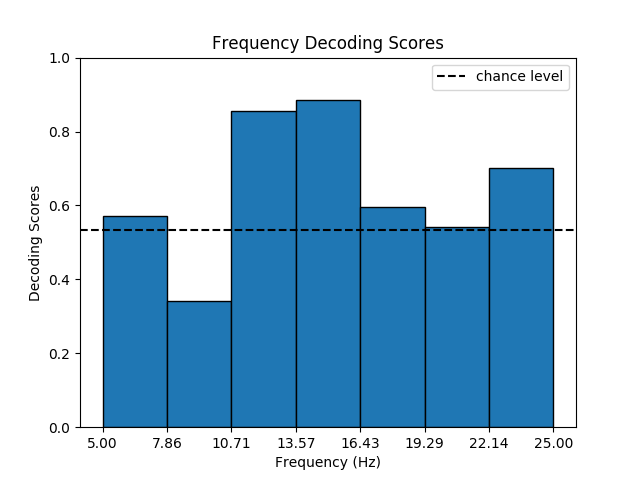 Frequency Decoding Scores
chance level
1.0
0.8
0.6
0.4
0.2
0.0
Decoding Scores
5.00 7.86 10.71 13.57 16.43 19.29 22.14 25.00
Frequency (Hz)